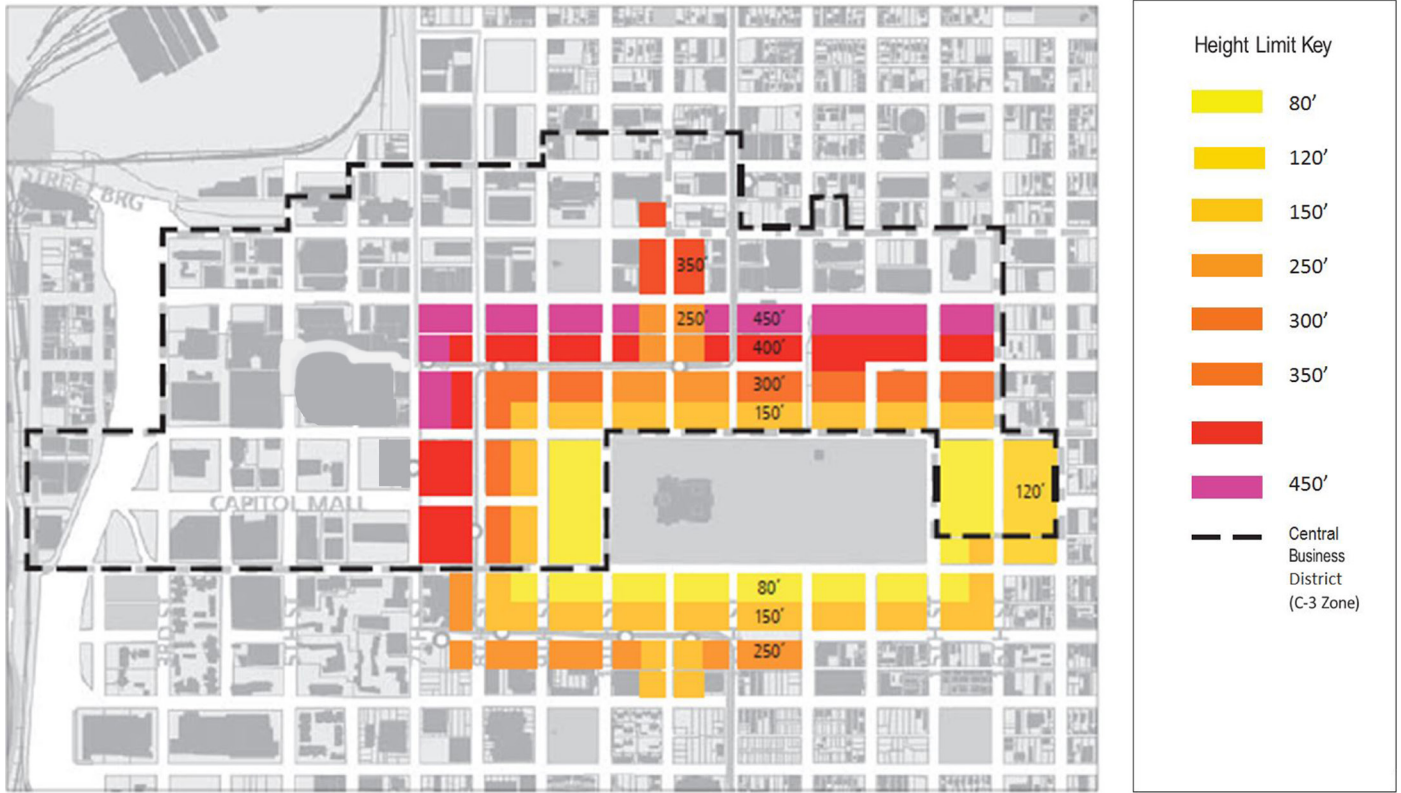 Height Limit Key
80’
120’
150’
250’
300’
350’
450’
Central
Business
District
(C-3 Zone)
STREET BRG
350’
250’
450’
400’
300’
150’
120’
CAPITOL MALL
80’
150’
250’